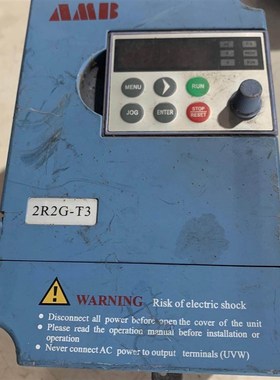 AMB
MENU
RUN
JOG
ENTER
STOP
RESET
2R2G-T3
WARNING Risk of electric shock
● Disconnect all power before open the cover of the unit
● Please read the operation manual before installation or
operation
● Never connect AC power to output terminals (UVW)